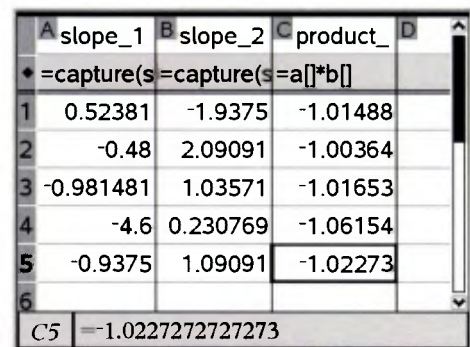 A slope_1 B slope_2 C product_ D
◆ =capture(s =capture(s =a[]*b[]
1 0.52381 -1.9375 -1.01488
2 -0.48 2.09091 -1.00364
3 -0.981481 1.03571 -1.01653
4 -4.6 0.230769 -1.06154
5 -0.9375 1.09091 -1.02273
6
C5 =-1.0227272727273